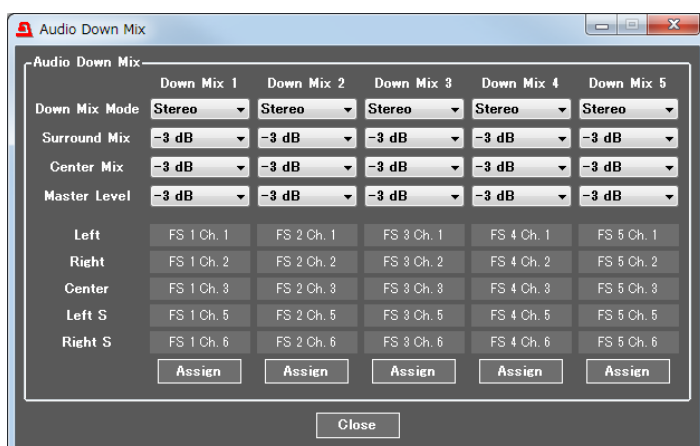 Audio Down Mix
Audio Down Mix
Down Mix 1 Down Mix 2 Down Mix 3 Down Mix 4 Down Mix 5
Down Mix Mode Stereo Stereo Stereo Stereo Stereo
Surround Mix -3 dB -3 dB -3 dB -3 dB -3 dB
Center Mix -3 dB -3 dB -3 dB -3 dB -3 dB
Master Level -3 dB -3 dB -3 dB -3 dB -3 dB
Left FS 1 Ch. 1 FS 2 Ch. 1 FS 3 Ch. 1 FS 4 Ch. 1 FS 5 Ch. 1
Right FS 1 Ch. 2 FS 2 Ch. 2 FS 3 Ch. 2 FS 4 Ch. 2 FS 5 Ch. 2
Center FS 1 Ch. 3 FS 2 Ch. 3 FS 3 Ch. 3 FS 4 Ch. 3 FS 5 Ch. 3
Left S FS 1 Ch. 5 FS 2 Ch. 5 FS 3 Ch. 5 FS 4 Ch. 5 FS 5 Ch. 5
Right S FS 1 Ch. 6 FS 2 Ch. 6 FS 3 Ch. 6 FS 4 Ch. 6 FS 5 Ch. 6
Assign Assign Assign Assign Assign
Close